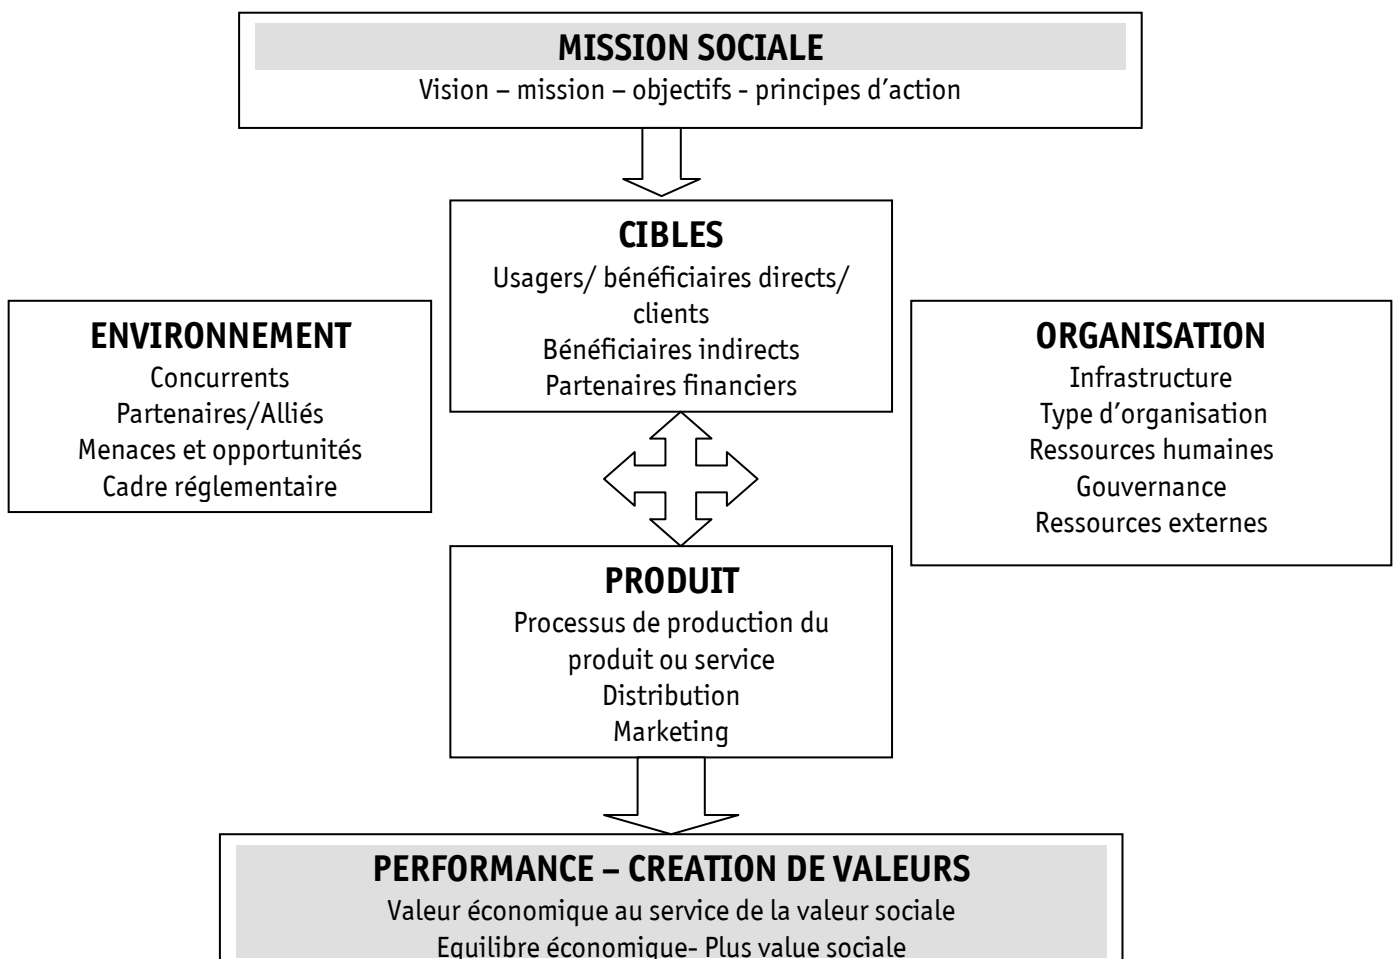 MISSION SOCIALE
Vision – mission – objectifs - principes d’action
CIBLES
Usagers/ bénéficiaires directs/
clients
Bénéficiaires indirects
Partenaires financiers
ENVIRONNEMENT
Concurrents
Partenaires/Alliés
Menaces et opportunités
Cadre réglementaire
ORGANISATION
Infrastructure
Type d’organisation
Ressources humaines
Gouvernance
Ressources externes
PRODUIT
Processus de production du
produit ou service
Distribution
Marketing
PERFORMANCE – CREATION DE VALEURS
Valeur économique au service de la valeur sociale
Equilibre économique- Plus value sociale